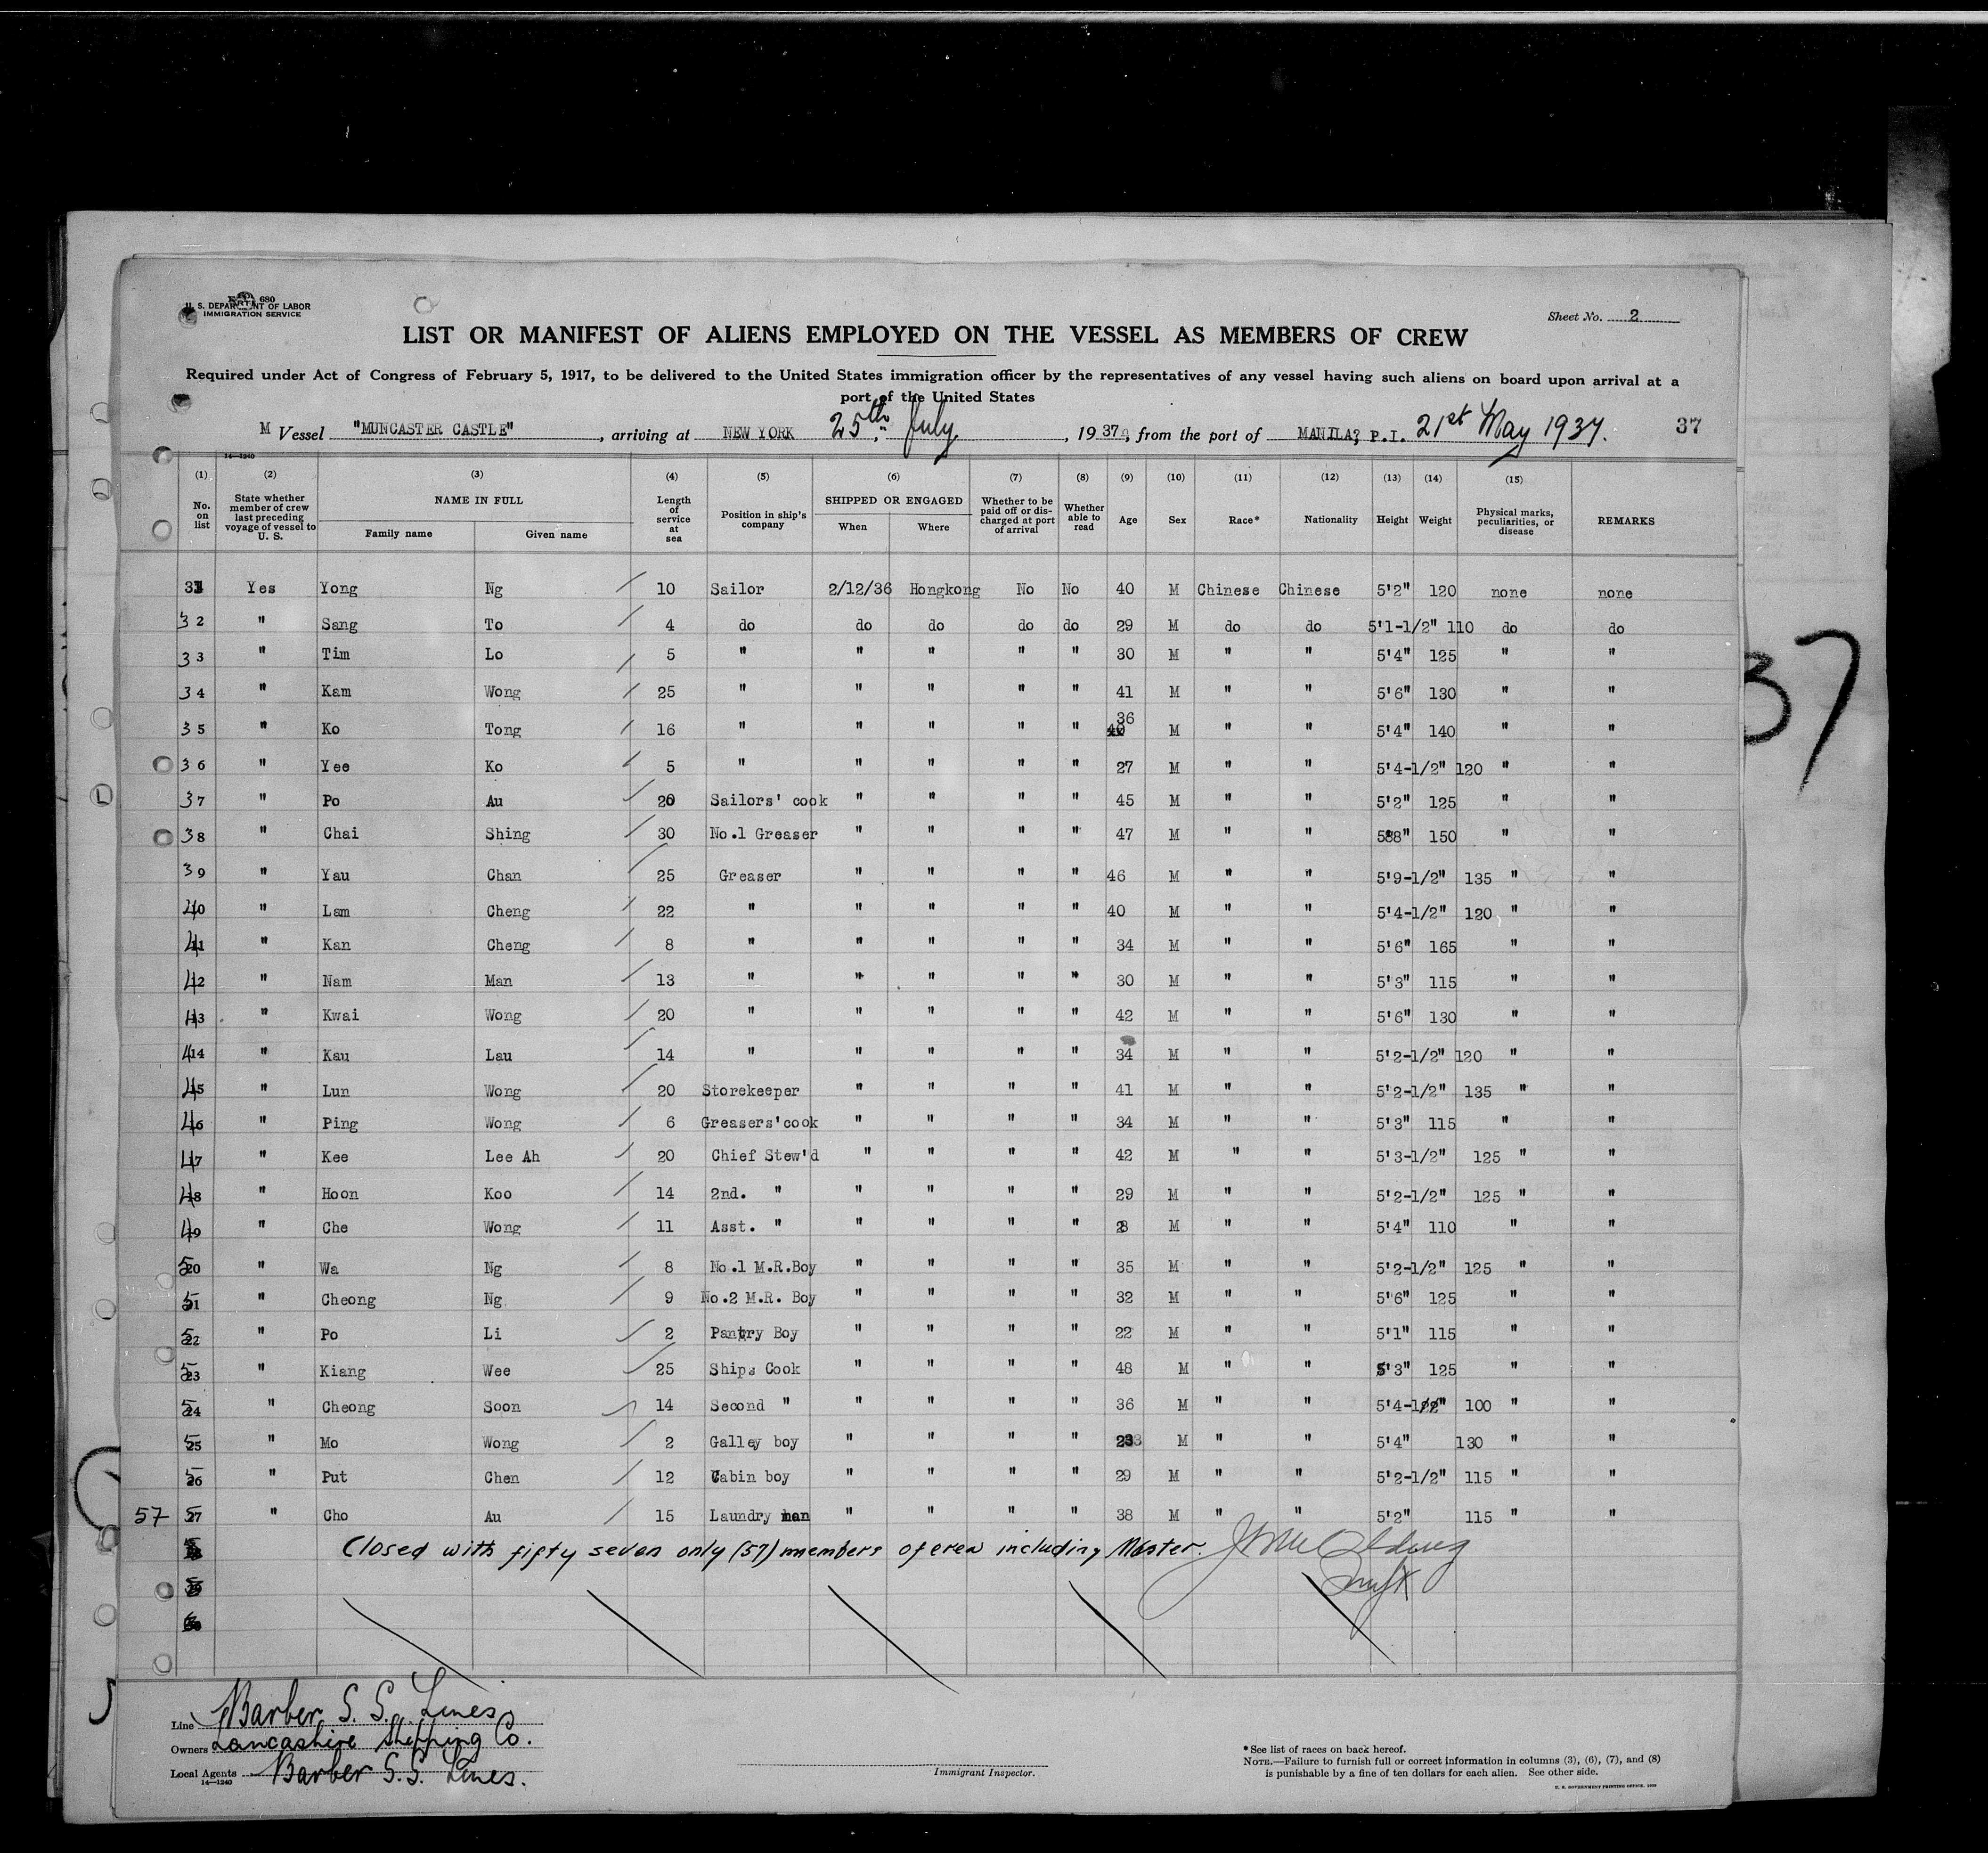 Form 680
U. S. DEPARTMENT OF LABOR
IMMIGRATION SERVICE
Sheet No. 2
LIST OR MANIFEST OF ALIENS EMPLOYED ON THE VESSEL AS MEMBERS OF CREW
Required under Act of Congress of February 5, 1917, to be delivered to the United States immigration officer by the representatives of any vessel having such aliens on board upon arrival at a
port of the United States
M Vessel "MUNCASTER CASTLE", arriving at NEW YORK 25th July, 1937, from the port of MANILA, P.I. 21st May 1937. 37
14—1240
(1) (2) (3) (4) (5) (6) (7) (8) (9) (10) (11) (12) (13) (14) (15)
No. on list State whether member of crew last preceding voyage of vessel to U. S. NAME IN FULL Family name Given name Length of service at sea Position in ship's company SHIPPED OR ENGAGED When Where Whether to be paid off or discharged at port of arrival Whether able to read Age Sex Race* Nationality Height Weight Physical marks, peculiarities, or disease REMARKS
31 Yes Yong Ng 10 Sailor 2/12/36 Hongkong No No 40 M Chinese Chinese 5'2" 120 none none
32 " Sang To 4 do do do do do 29 M do do 5'1-1/2" 110 do do
33 " Tim Lo 5 " " " " " 30 M " " 5'4" 125 " "
34 " Kam Wong 25 " " " " " 41 M " " 5'6" 130 " "
35 " Ko Tong 16 " " " " " 36 M " " 5'4" 140 " "
36 " Yee Ko 5 " " " " " 27 M " " 5'4-1/2" 120 " "
37 " Po Au 20 Sailors' cook " " " " 45 M " " 5'2" 125 " "
38 " Chai Shing 30 No.1 Greaser " " " " 47 M " " 5'8" 150 " "
39 " Yau Chan 25 Greaser " " " " 46 M " " 5'9-1/2" 135 " "
40 " Lam Cheng 22 " " " " " 40 M " " 5'4-1/2" 120 " "
41 " Kan Cheng 8 " " " " " 34 M " " 5'6" 165 " "
42 " Nam Man 13 " " " " " 30 M " " 5'3" 115 " "
43 " Kwai Wong 20 " " " " " 42 M " " 5'6" 130 " "
44 " Kau Lau 14 " " " " " 34 M " " 5'2-1/2" 120 " "
45 " Lun Wong 20 Storekeeper " " " " 41 M " " 5'2-1/2" 135 " "
46 " Ping Wong 6 Greasers'cook " " " " 34 M " " 5'3" 115 " "
47 " Kee Lee Ah 20 Chief Stew'd " " " " 42 M " " 5'3-1/2" 125 " "
48 " Hoon Koo 14 2nd. " " " " " 29 M " " 5'2-1/2" 125 " "
49 " Che Wong 11 Asst. " " " " " 28 M " " 5'4" 110 " "
50 " Wa Ng 8 No.1 M.R.Boy " " " " 35 M " " 5'2-1/2" 125 " "
51 " Cheong Ng 9 No.2 M.R. Boy " " " " 32 M " " 5'6" 125 " "
52 " Po Li 2 Pantry Boy " " " " 22 M " " 5'1" 115 " "
53 " Kiang Wee 25 Ships Cook " " " " 48 M " " 5'3" 125 " "
54 " Cheong Soon 14 Second " " " " " 36 M " " 5'4-1/2" 100 " "
55 " Mo Wong 2 Galley boy " " " " 23 M " " 5'4" 130 " "
56 " Put Chen 12 Cabin boy " " " " 29 M " " 5'2-1/2" 115 " "
57 57 " Cho Au 15 Laundry man " " " " 38 M " " 5'2" 115 " "
Closed with fifty seven only (57) members of crew including Master.
37
Line Barber S. S. Lines
Owners Lancashire Shipping Co.
Local Agents Barber S.S. Lines.
14—1240
Immigrant Inspector.
* See list of races on back hereof.
NOTE.—Failure to furnish full or correct information in columns (3), (6), (7), and (8)
is punishable by a fine of ten dollars for each alien. See other side.